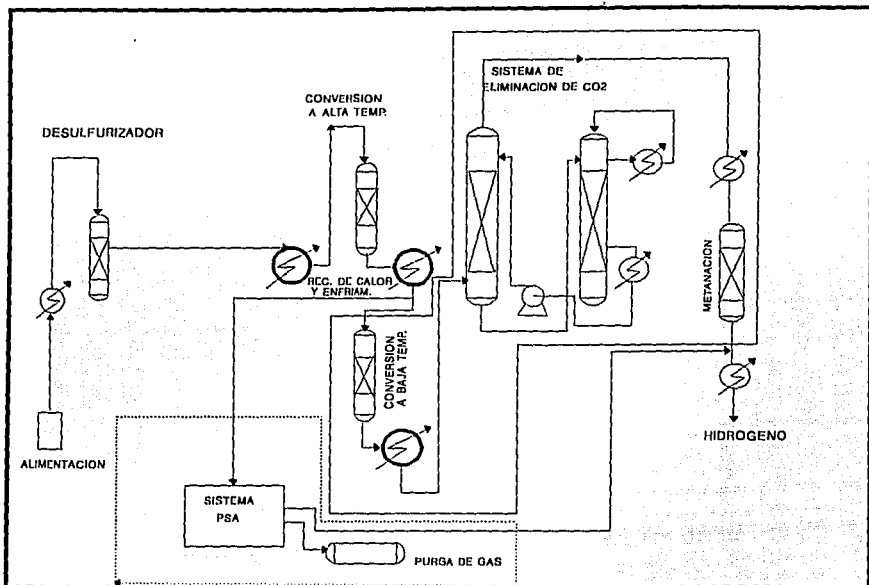 SISTEMA DE
ELIMINACION DE CO2
CONVERSION
A ALTA TEMP.
DESULFURIZADOR
REC. DE CALOR
Y ENFRIAM.
METANACION
CONVERSION
A BAJA TEMP.
HIDROGENO
ALIMENTACION
SISTEMA
PSA
PURGA DE GAS